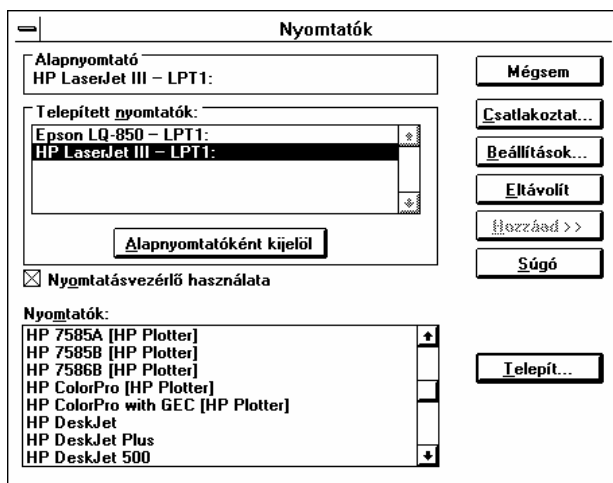 Nyomtatók
Alapnyomtató
HP LaserJet III – LPT1:
Telepített nyomtatók:
Epson LQ-850 – LPT1:
HP LaserJet III – LPT1:
Alapnyomtatóként kijelöl
Nyomtatásvezérlő használata
Nyomtatók:
HP 7585A [HP Plotter]
HP 7585B [HP Plotter]
HP 7586B [HP Plotter]
HP ColorPro [HP Plotter]
HP ColorPro with GEC [HP Plotter]
HP DeskJet
HP DeskJet Plus
HP DeskJet 500
Mégsem
Csatlakoztat...
Beállítások...
Eltávolít
Hozzáad >>
Súgó
Telepít...